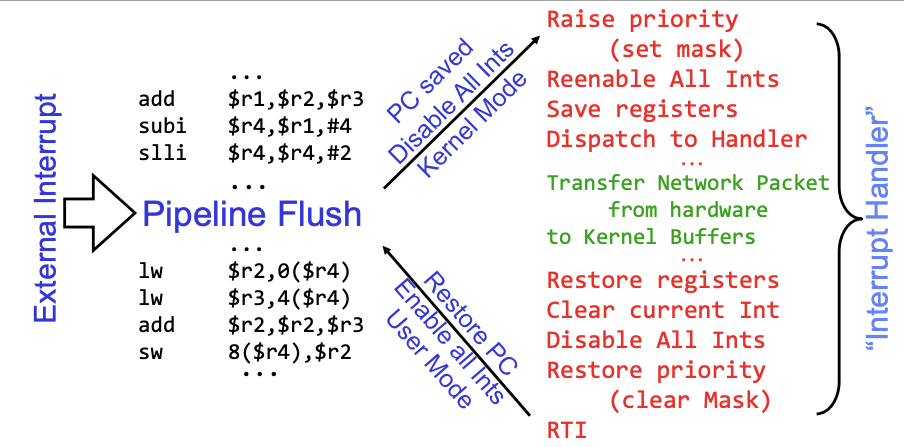 External Interrupt
...
add $r1,$r2,$r3
subi $r4,$r1,#4
slli $r4,$r4,#2
...
Pipeline Flush
...
lw $r2,0($r4)
lw $r3,4($r4)
add $r2,$r2,$r3
sw 8($r4),$r2
...
PC saved
Disable All Ints
Kernel Mode
Raise priority
(set mask)
Reenable All Ints
Save registers
Dispatch to Handler
...
Transfer Network Packet
from hardware
to Kernel Buffers
...
Restore registers
Clear current Int
Disable All Ints
Restore priority
(clear Mask)
RTI
Restore PC
Enable all Ints
User Mode
“Interrupt Handler”